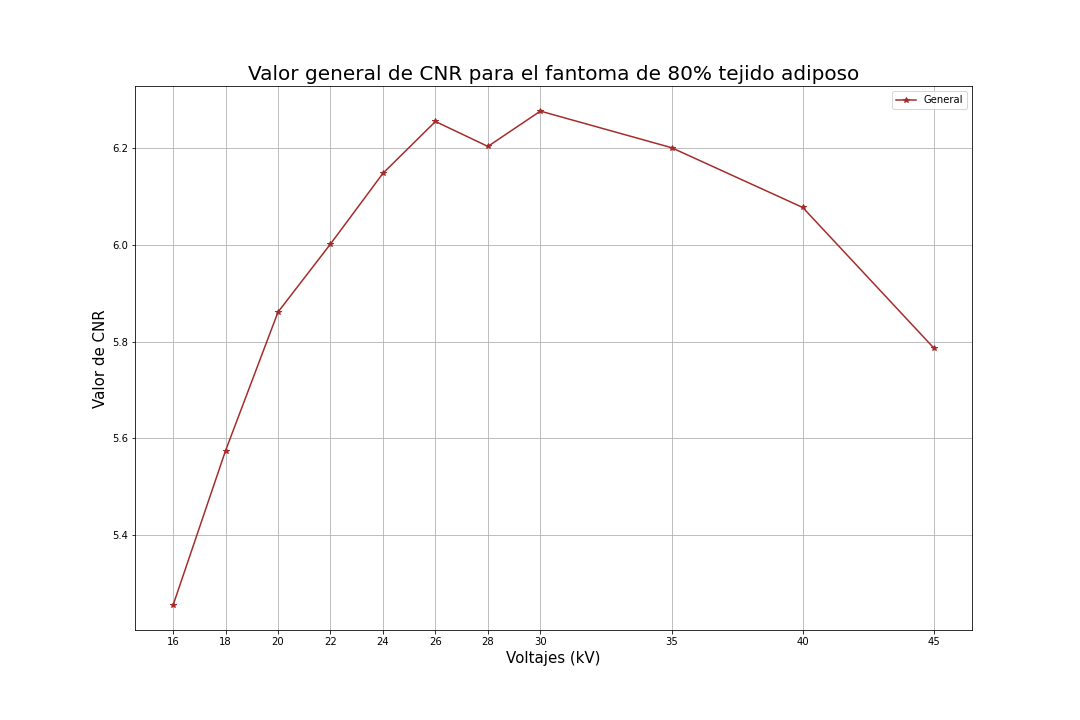 Valor general de CNR para el fantoma de 80% tejido adiposo
General
6.2
6.0
5.8
5.6
5.4
Valor de CNR
16 18 20 22 24 26 28 30 35 40 45
Voltajes (kV)